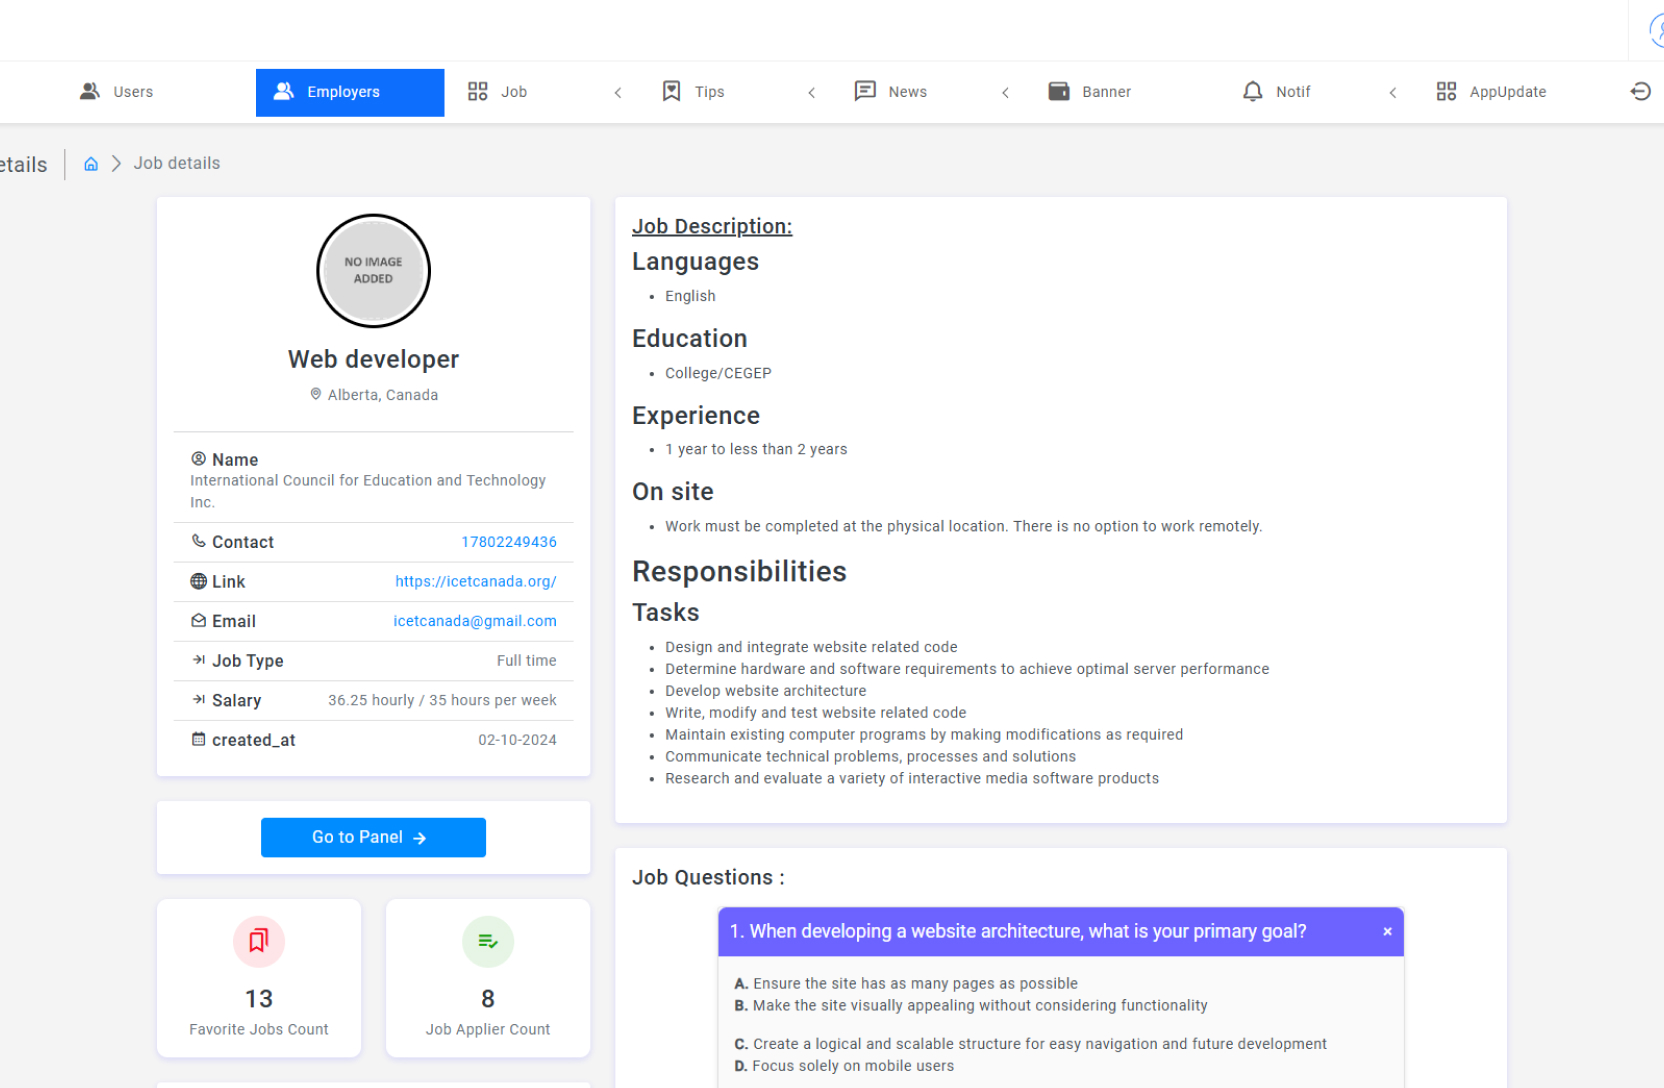 Users
Employers
Job
Tips
News
Banner
Notif
AppUpdate
etails
Job details
NO IMAGE
ADDED
Web developer
Alberta, Canada
Name
International Council for Education and Technology
Inc.
Contact 17802249436
Link https://icetcanada.org/
Email icetcanada@gmail.com
Job Type Full time
Salary 36.25 hourly / 35 hours per week
created_at 02-10-2024
Go to Panel →
13
Favorite Jobs Count
8
Job Applier Count
Job Description:
Languages
• English
Education
• College/CEGEP
Experience
• 1 year to less than 2 years
On site
• Work must be completed at the physical location. There is no option to work remotely.
Responsibilities
Tasks
• Design and integrate website related code
• Determine hardware and software requirements to achieve optimal server performance
• Develop website architecture
• Write, modify and test website related code
• Maintain existing computer programs by making modifications as required
• Communicate technical problems, processes and solutions
• Research and evaluate a variety of interactive media software products
Job Questions :
1. When developing a website architecture, what is your primary goal? ×
A. Ensure the site has as many pages as possible
B. Make the site visually appealing without considering functionality
C. Create a logical and scalable structure for easy navigation and future development
D. Focus solely on mobile users